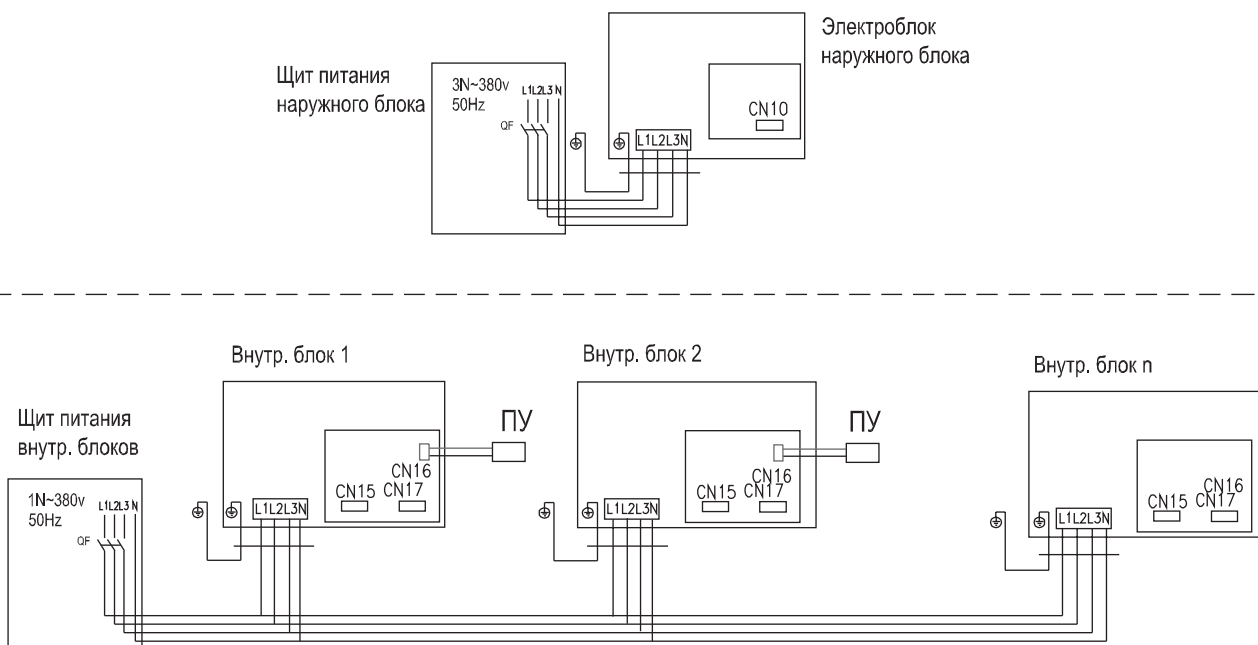 Электроблок
наружного блока
Щит питания
наружного блока
3N~380v
50Hz
L1L2L3 N
QF
CN10
L1L2L3N
Внутр. блок 1
Внутр. блок 2
Внутр. блок n
Щит питания
внутр. блоков
1N~380v
50Hz
L1L2L3 N
QF
ПУ
CN16
CN15 CN17
L1L2L3N
ПУ
CN16
CN15 CN17
L1L2L3N
CN16
CN15 CN17
L1L2L3N